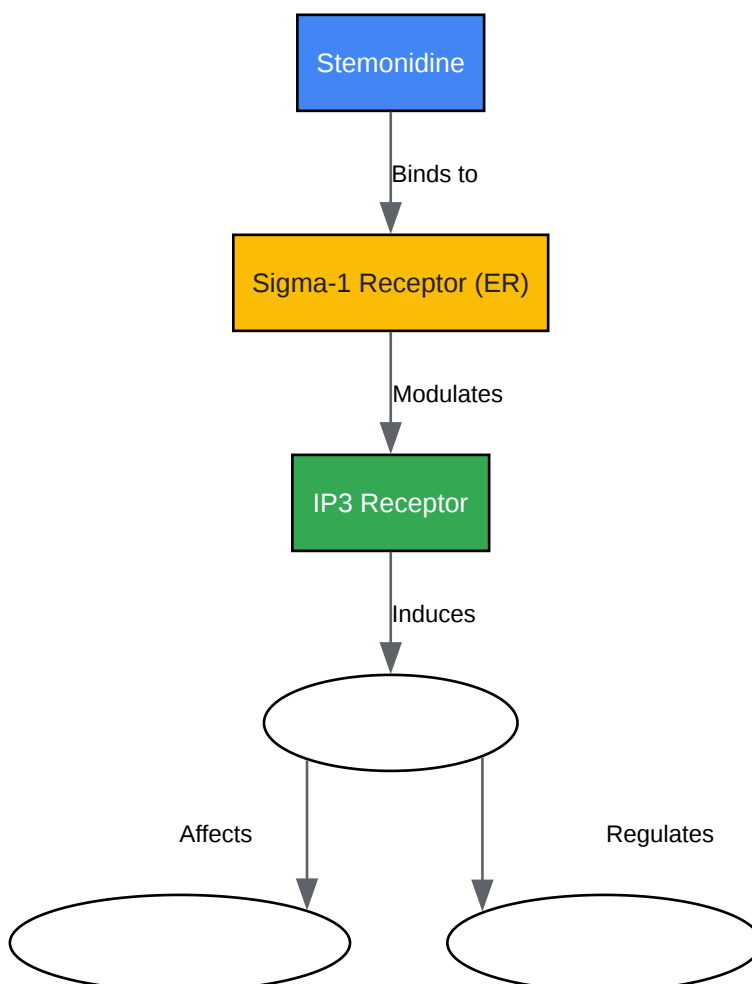 Stemonidine
Binds to
Sigma-1 Receptor (ER)
Modulates
IP3 Receptor
Induces
Affects
Regulates